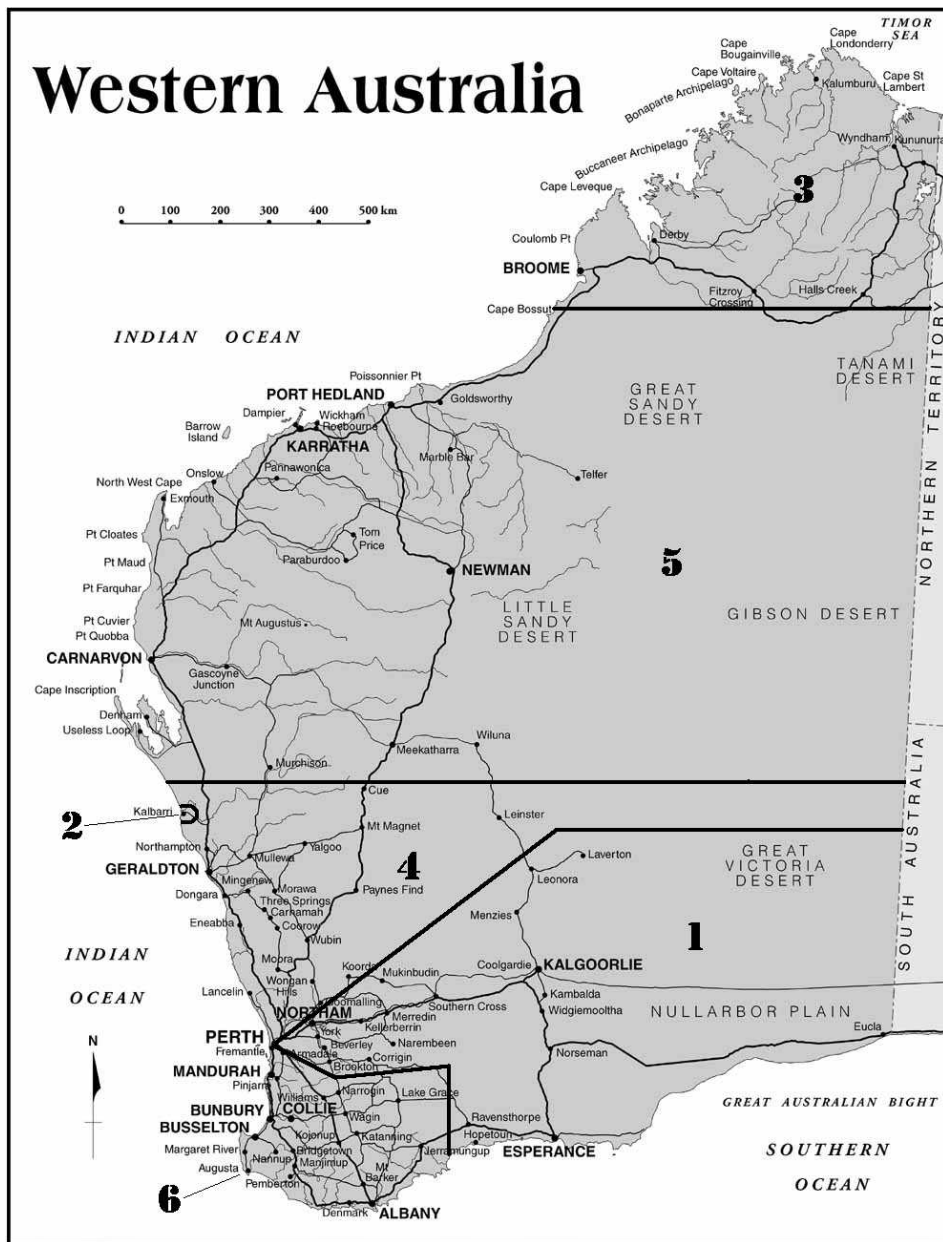 TIMOR
SEA
Cape
Londonderry
Cape
Bougainville
Western Australia
Cape Voltaire
Kalumburu
Cape St
Lambert
Bonaparte Archipelago
Wyndham
Kununurra
Buccaneer Archipelago
3
Cape Leveque
0 100 200 300 400 500 km
Coulomb Pt
Derby
BROOME
Fitzroy
Crossing
Halls Creek
Cape Bossut
INDIAN OCEAN
NORTHERN TERRITORY
TANAMI
DESERT
GREAT
SANDY
DESERT
Poissonnier Pt
PORT HEDLAND
Goldsworthy
Dampier
Wickham
Roebourne
Barrow
Island
KARRATHA
Marble Bar
Onslow
Pannawonica
Telfer
North West Cape
Exmouth
Pt Cloates
Tom
Price
Paraburdoo
Pt Maud
NEWMAN
5
Pt Farquhar
LITTLE
SANDY
DESERT
GIBSON DESERT
Pt Cuvier
Mt Augustus
Pt Quobba
CARNARVON
Gascoyne
Junction
Cape Inscription
Denham
Useless Loop
Meekatharra
Wiluna
SOUTH AUSTRALIA
Murchison
Cue
Kalbarri
2
Leinster
Mt Magnet
Northampton
Yalgoo
Mullewa
4
Laverton
GREAT
VICTORIA
DESERT
GERALDTON
Leonora
Mingenew
Morawa
Paynes Find
Dongara
Three Springs
Carnamah
Menzies
Eneabba
Coorow
Wubin
1
INDIAN
OCEAN
Moora
Koorda
Mukinbudin
Coolgardie
KALGOORLIE
Wongan
Hills
Lancelin
Kambalda
Goomalling
Southern Cross
Widgiemooltha
NULLARBOR PLAIN
NORTHAM
Merredin
Kellerberrin
Eucla
N
PERTH
York
Beverley
Narembeen
Fremantle
Armadale
Corrigin
Norseman
Brookton
MANDURAH
Pinjarra
Narrogin
Williams
Lake Grace
GREAT AUSTRALIAN BIGHT
BUNBURY
COLLIE
Wagin
Ravensthorpe
BUSSELTON
Kojonup
Katanning
Hopetoun
SOUTHERN
OCEAN
Margaret River
Bridgetown
Jerramungup
ESPERANCE
Nannup
Manjimup
Augusta
Mt
Barker
Pemberton
6
Denmark
ALBANY